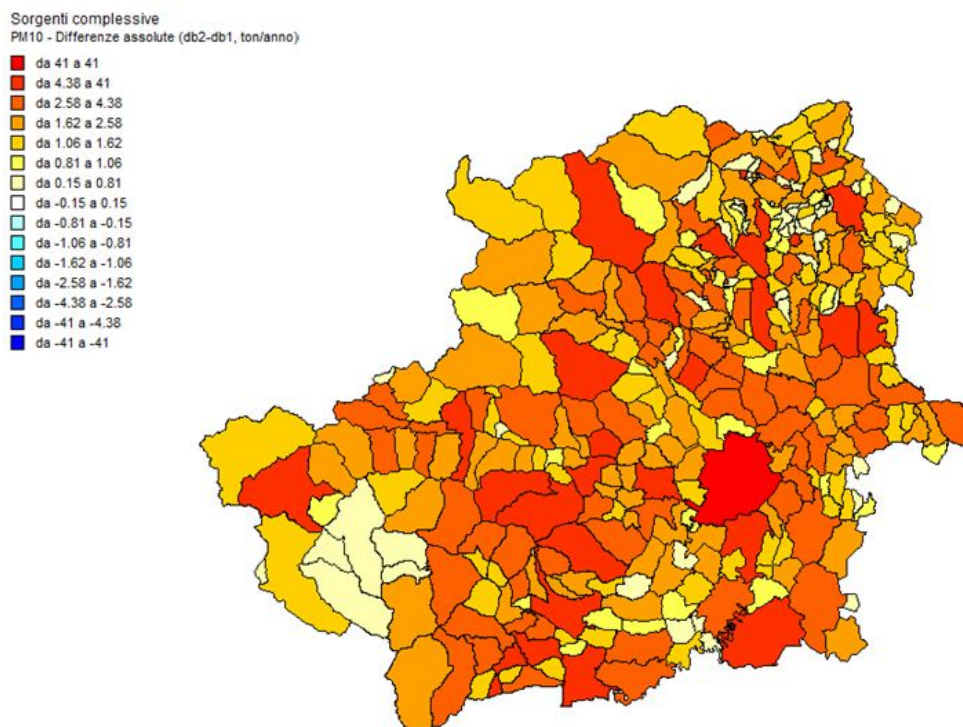 Sorgenti complessive
PM10 - Differenze assolute (db2-db1, ton/anno)
da 41 a 41
da 4.38 a 41
da 2.58 a 4.38
da 1.62 a 2.58
da 1.06 a 1.62
da 0.81 a 1.06
da 0.15 a 0.81
da -0.15 a 0.15
da -0.81 a -0.15
da -1.06 a -0.81
da -1.62 a -1.06
da -2.58 a -1.62
da -4.38 a -2.58
da -41 a -4.38
da -41 a -41